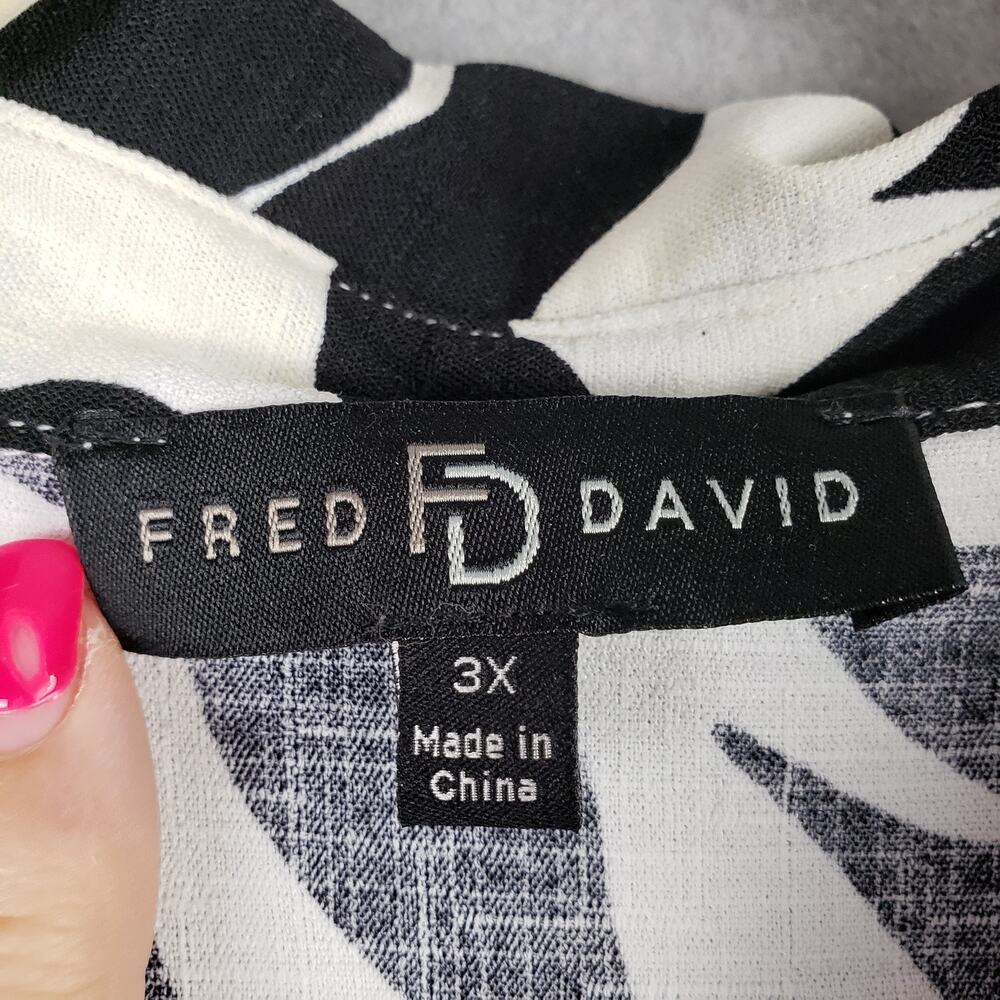 FRED FD DAVID
3X
Made in
China